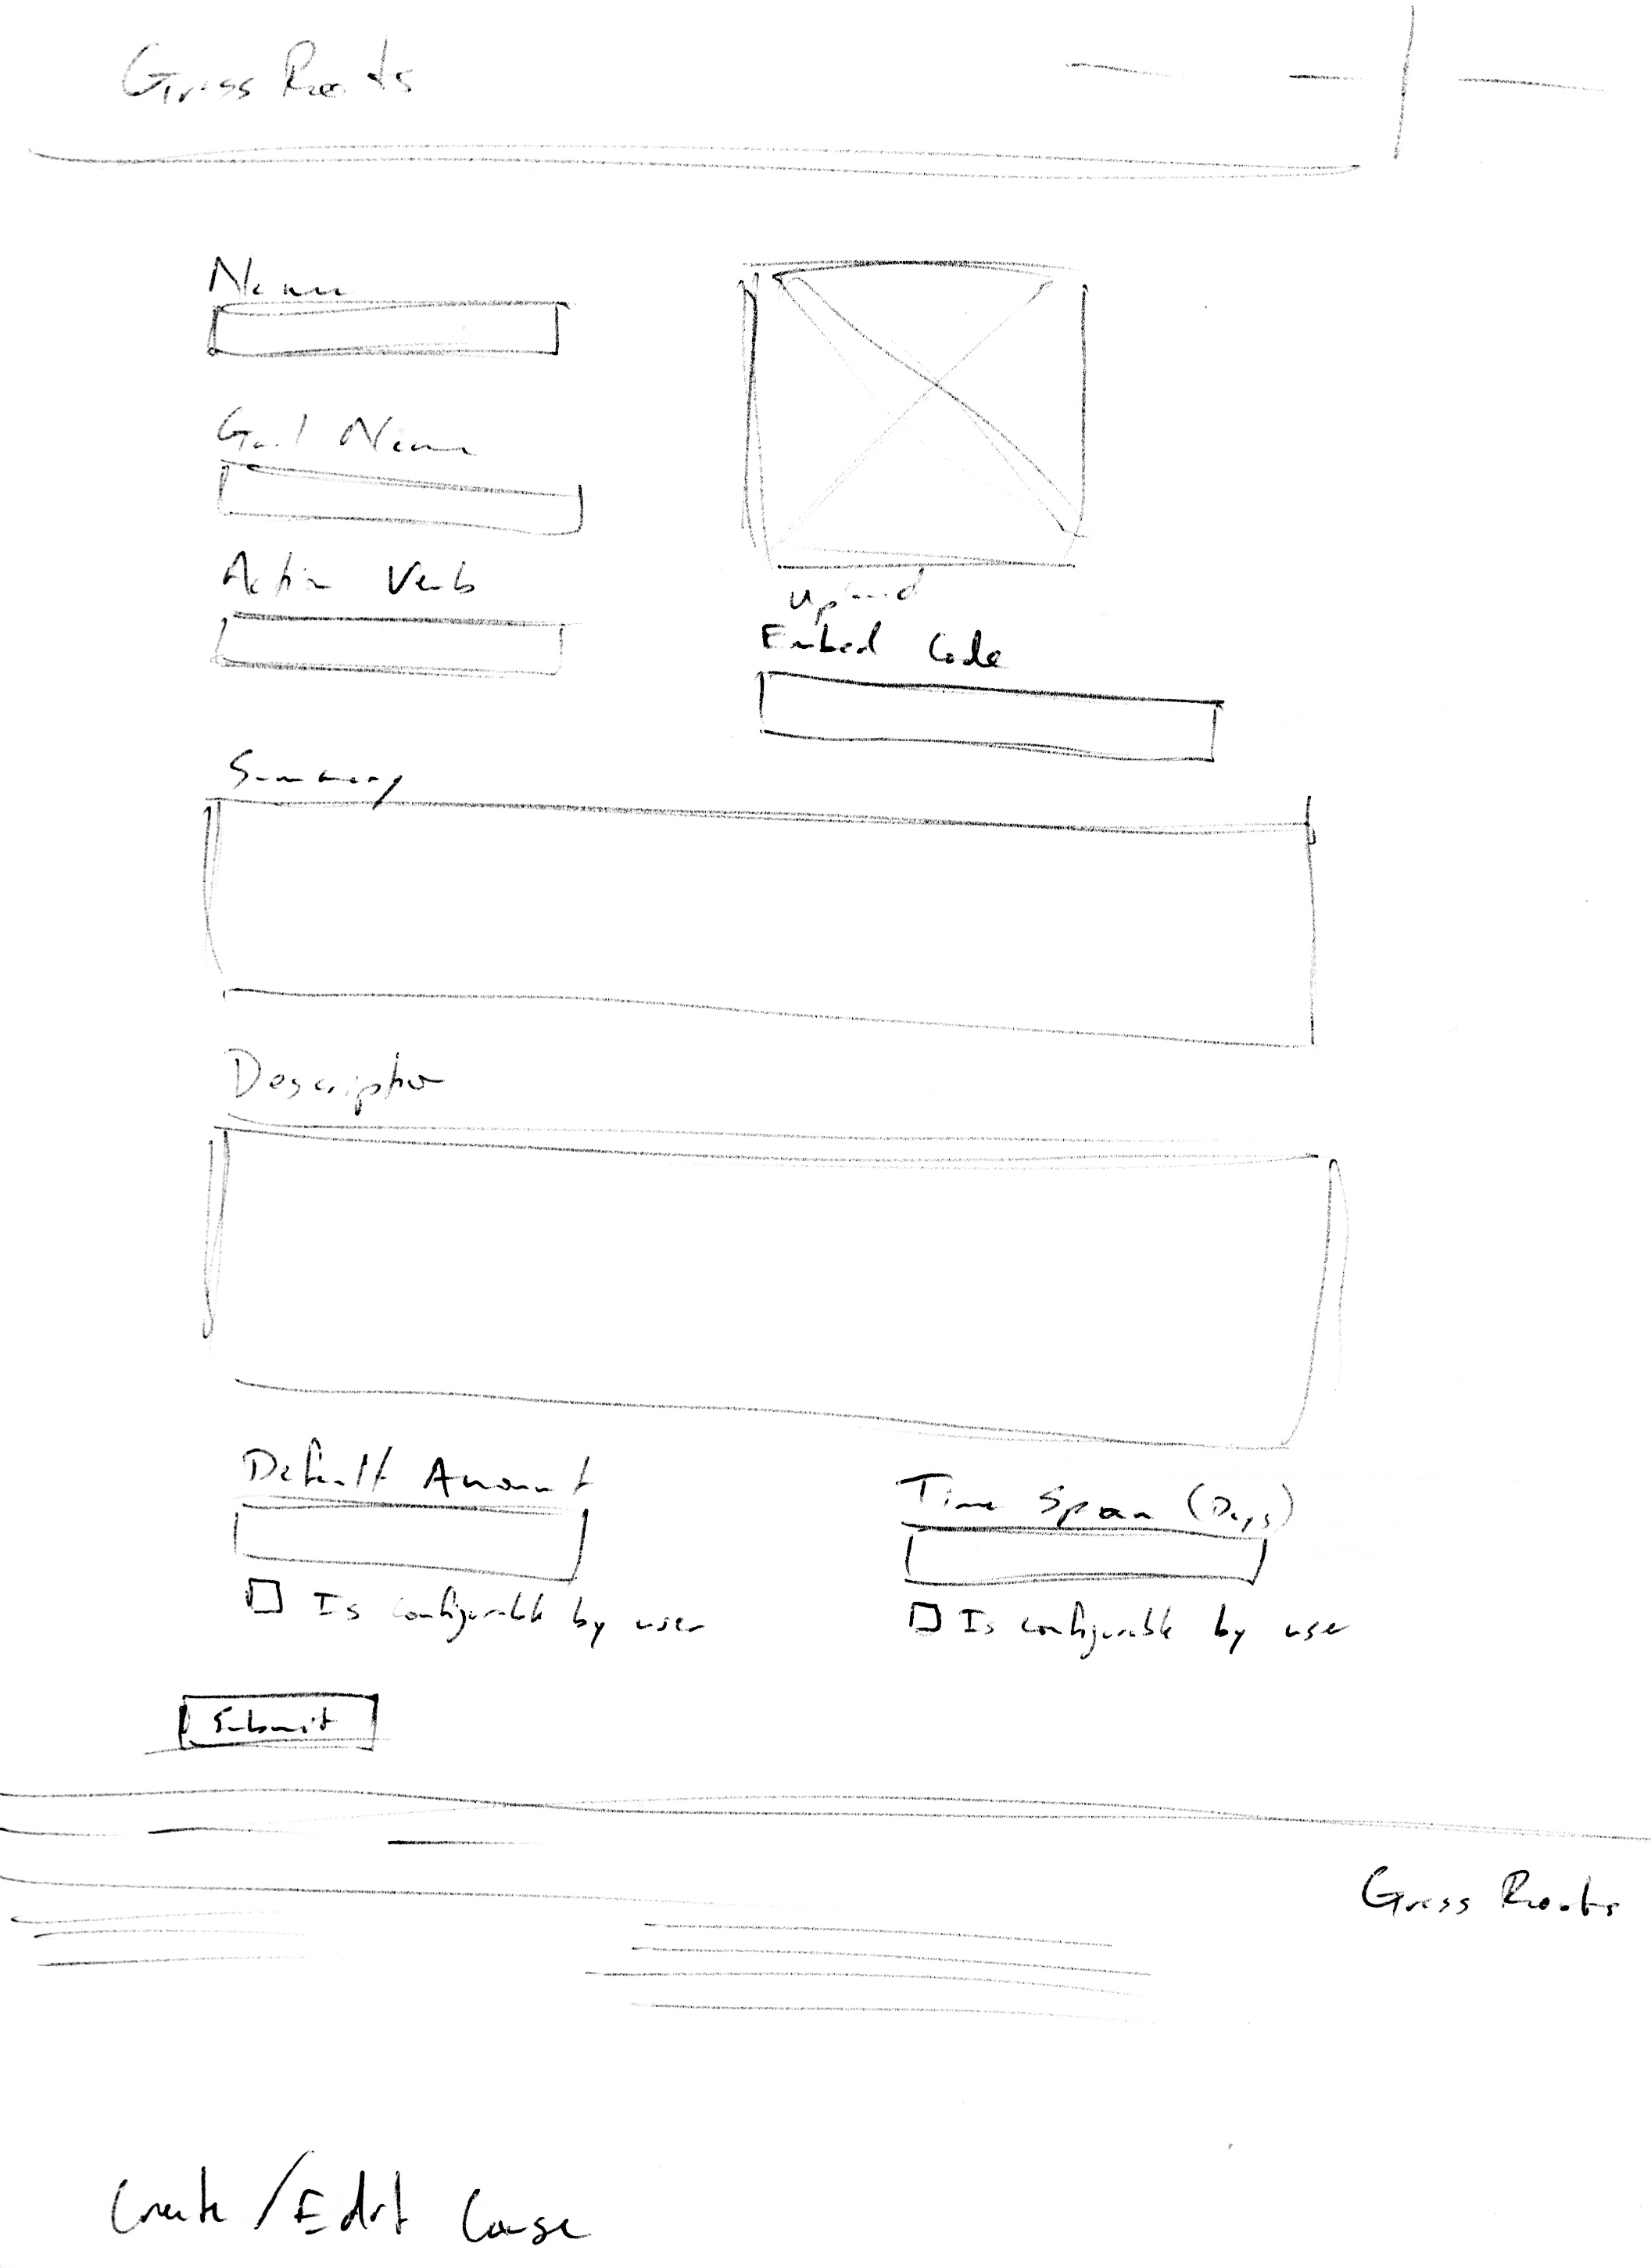 Grass Roots
Name
Goal Name
Action Verb
Upload
Embed Code
Summary
Description
Default Amount
Time Span (Days)
Is configurable by user
Is configurable by user
Submit
Grass Roots
Create/Edit Cause